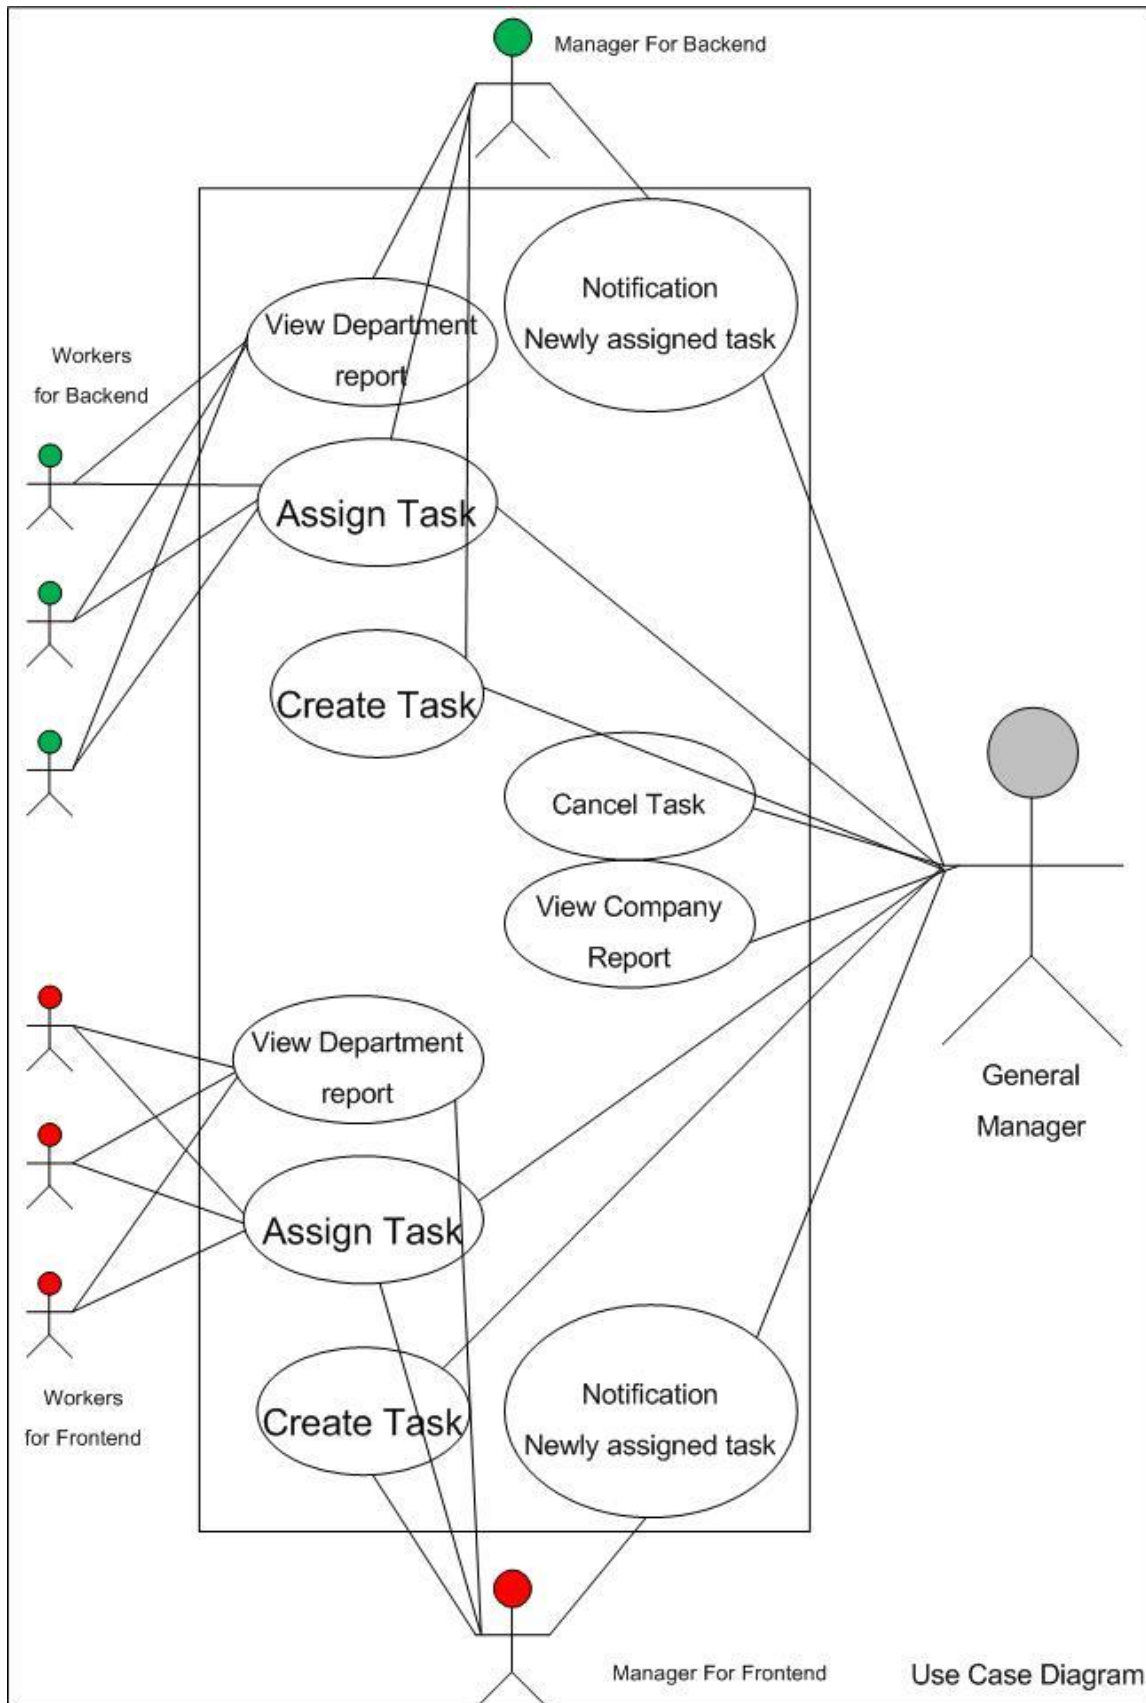 Manager For Backend
Notification
Newly assigned task
View Department
report
Workers
for Backend
Assign Task
Create Task
Cancel Task
View Company
Report
View Department
report
General
Manager
Assign Task
Workers
for Frontend
Create Task
Notification
Newly assigned task
Manager For Frontend
Use Case Diagram